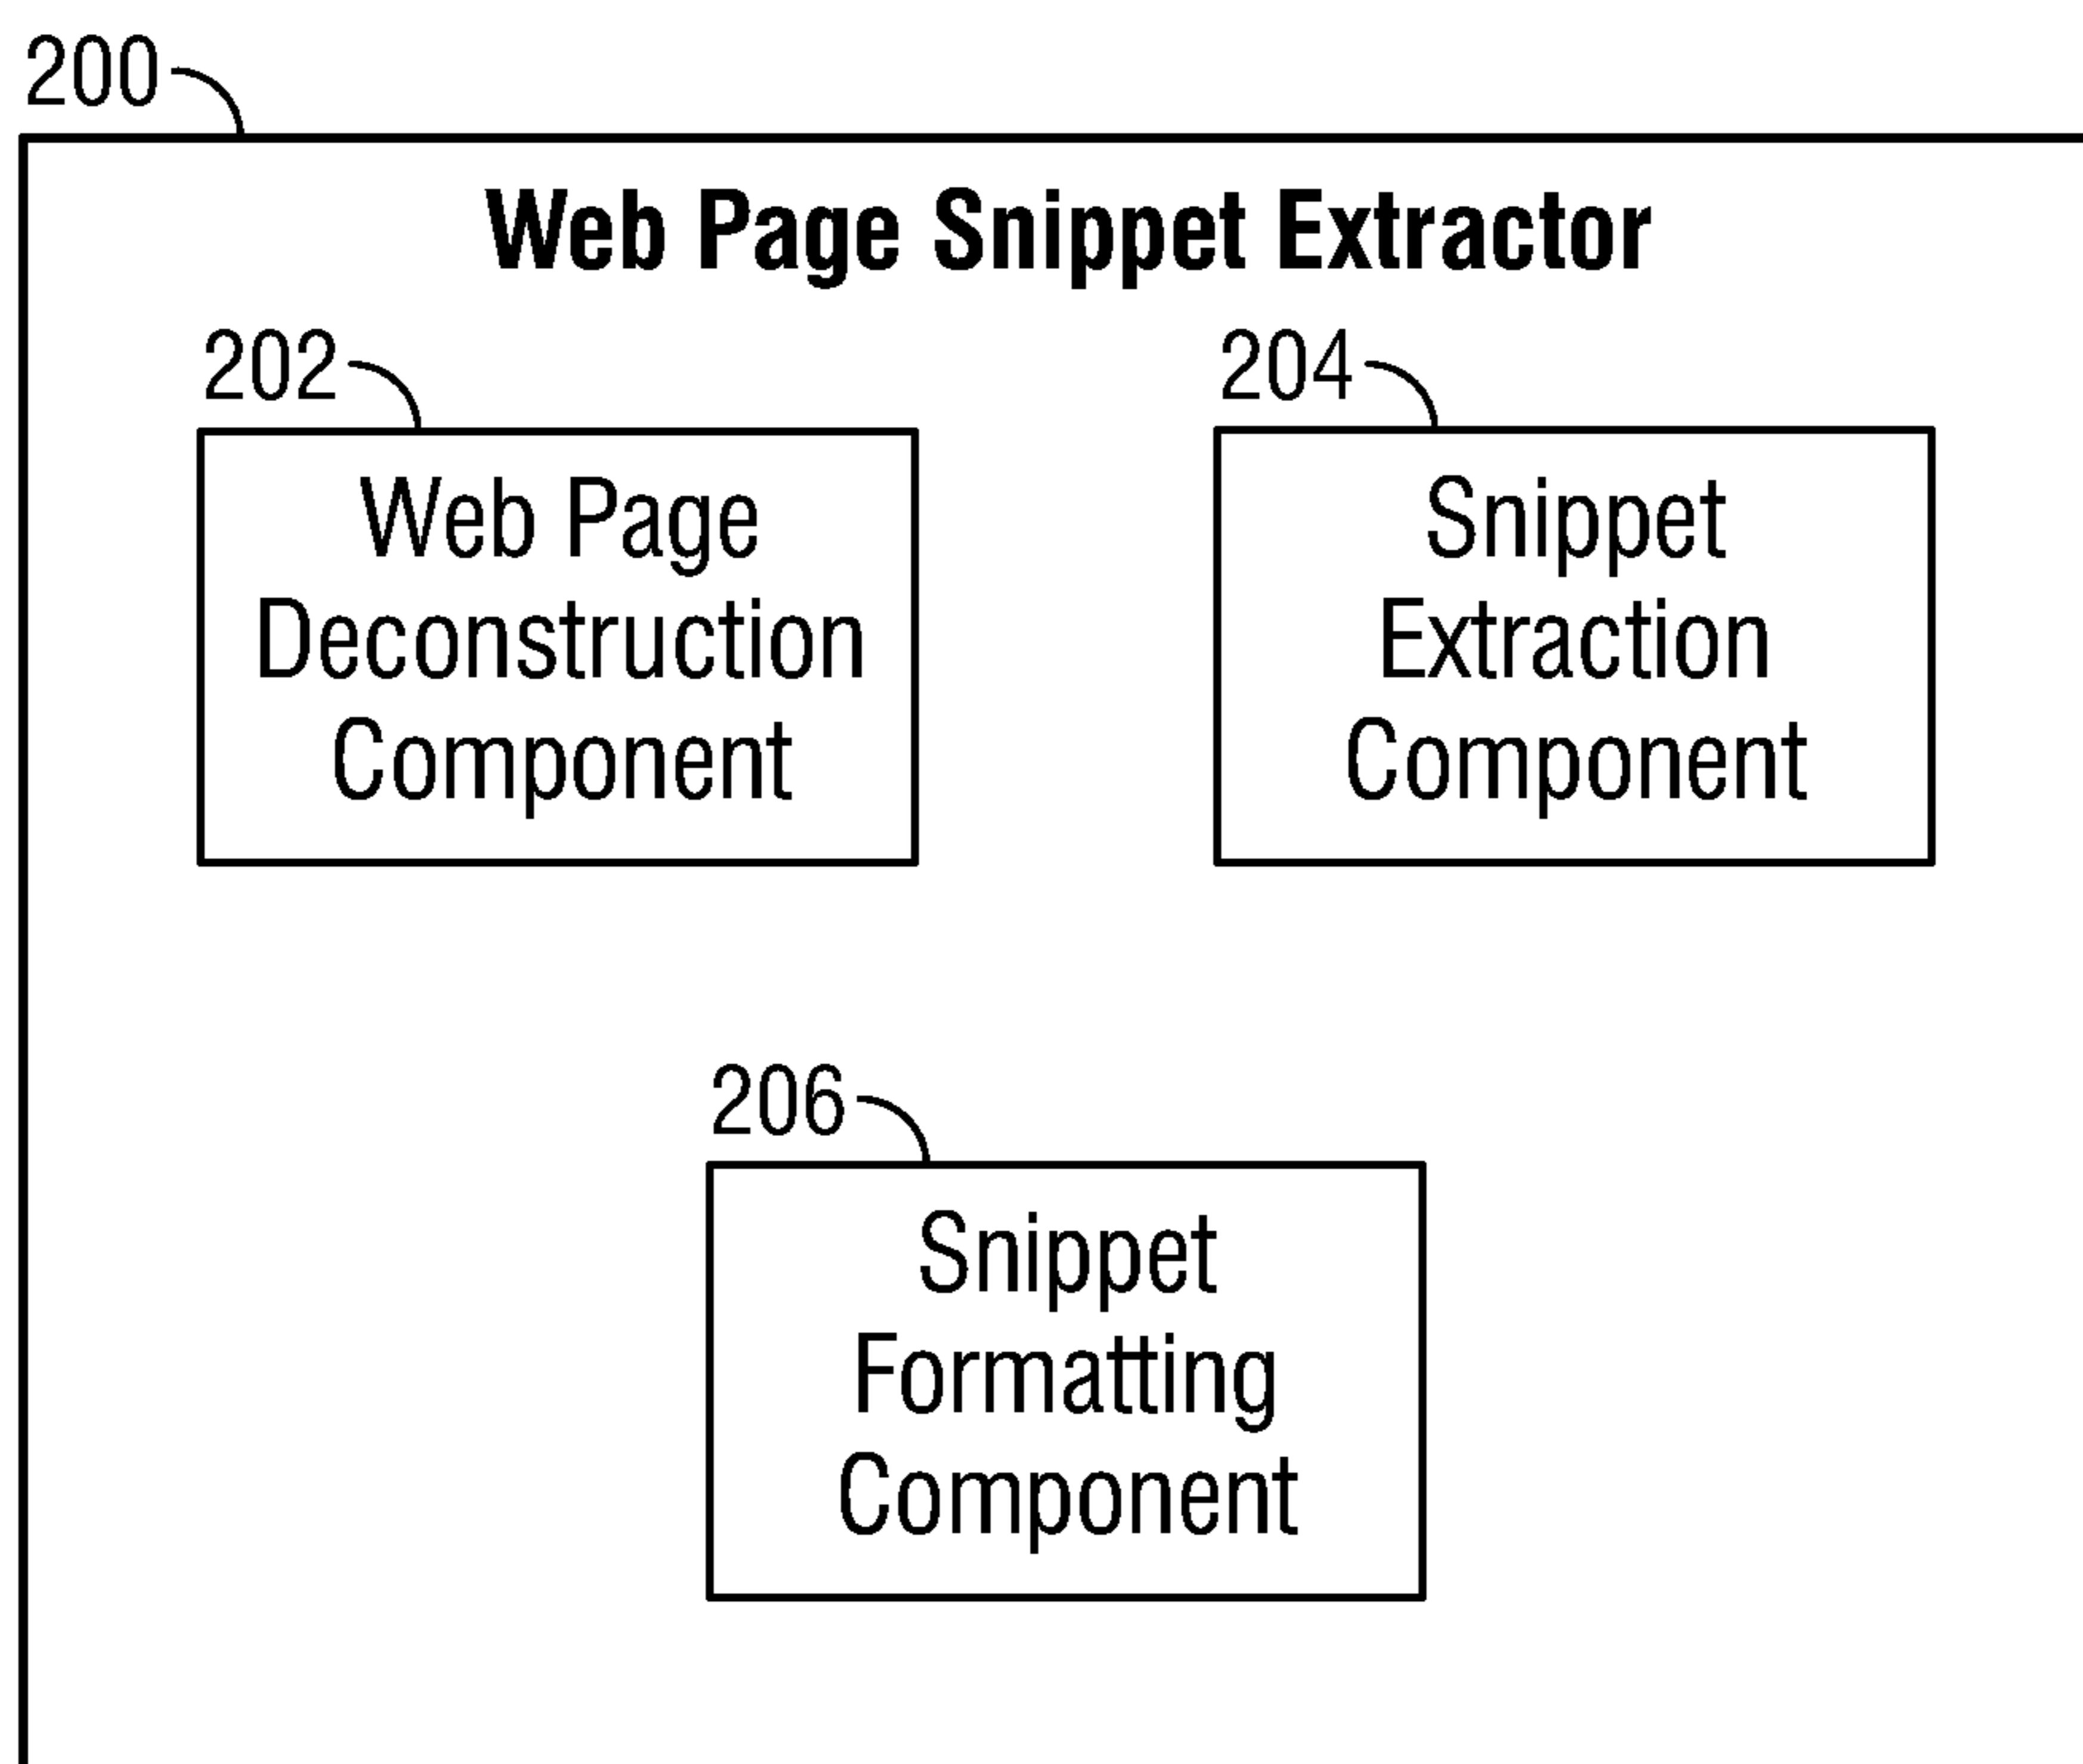 200
Web Page Snippet Extractor
202
Web Page
Deconstruction
Component
204
Snippet
Extraction
Component
206
Snippet
Formatting
Component